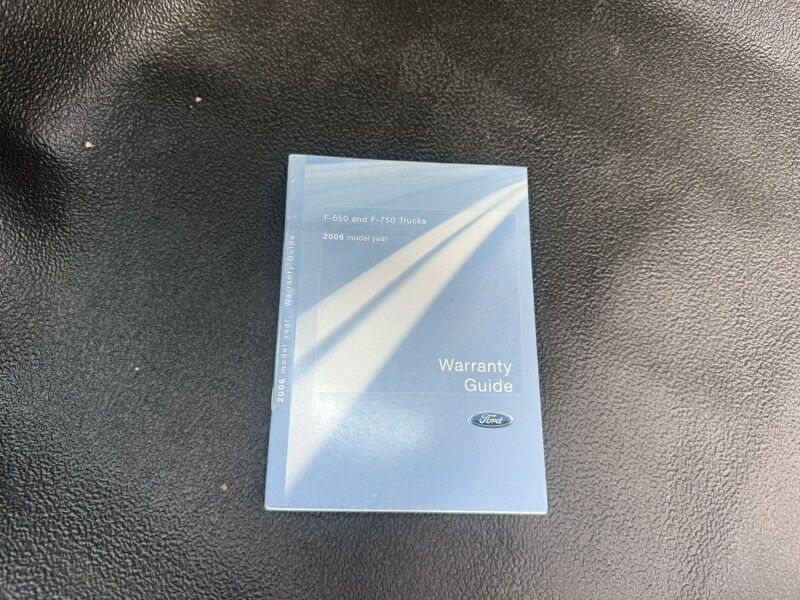 F-650 and F-750 Trucks
2006 model year
2006 model year Warranty Guide
Warranty
Guide
Ford